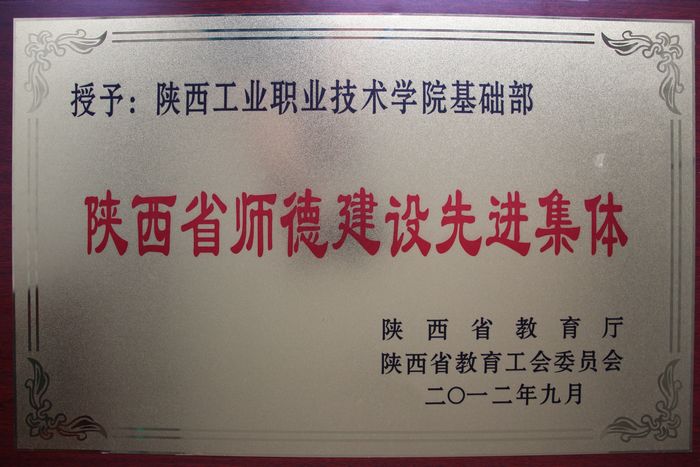 授予：陕西工业职业技术学院基础部
陕西省师德建设先进集体
陕西省教育厅
陕西省教育工会委员会
二〇一二年九月